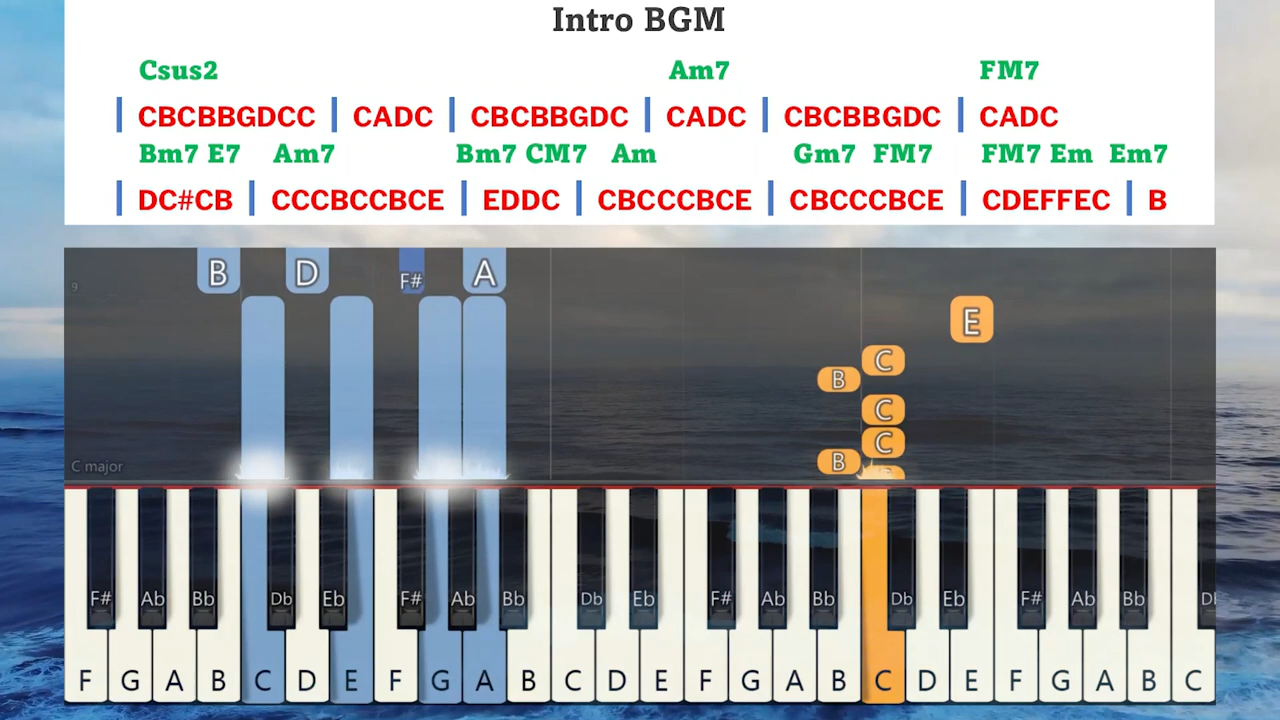 Intro BGM
Csus2 Am7 FM7
| CBCBBGDCC | CADC | CBCBBGDC | CADC | CBCBBGDC | CADC
Bm7 E7 Am7 Bm7 CM7 Am Gm7 FM7 FM7 Em Em7
| DC#CB | CCCBCCBCE | EDDC | CBCCCBCE | CBCCCBCE | CDEFFEC | B
B D F# A
9
E
C
B
C
C
C major
B
F# Ab Bb Db Eb F# Ab Bb Db Eb F# Ab Bb Db Eb F# Ab Bb
F G A B C D E F G A B C D E F G A B C D E F G A B C